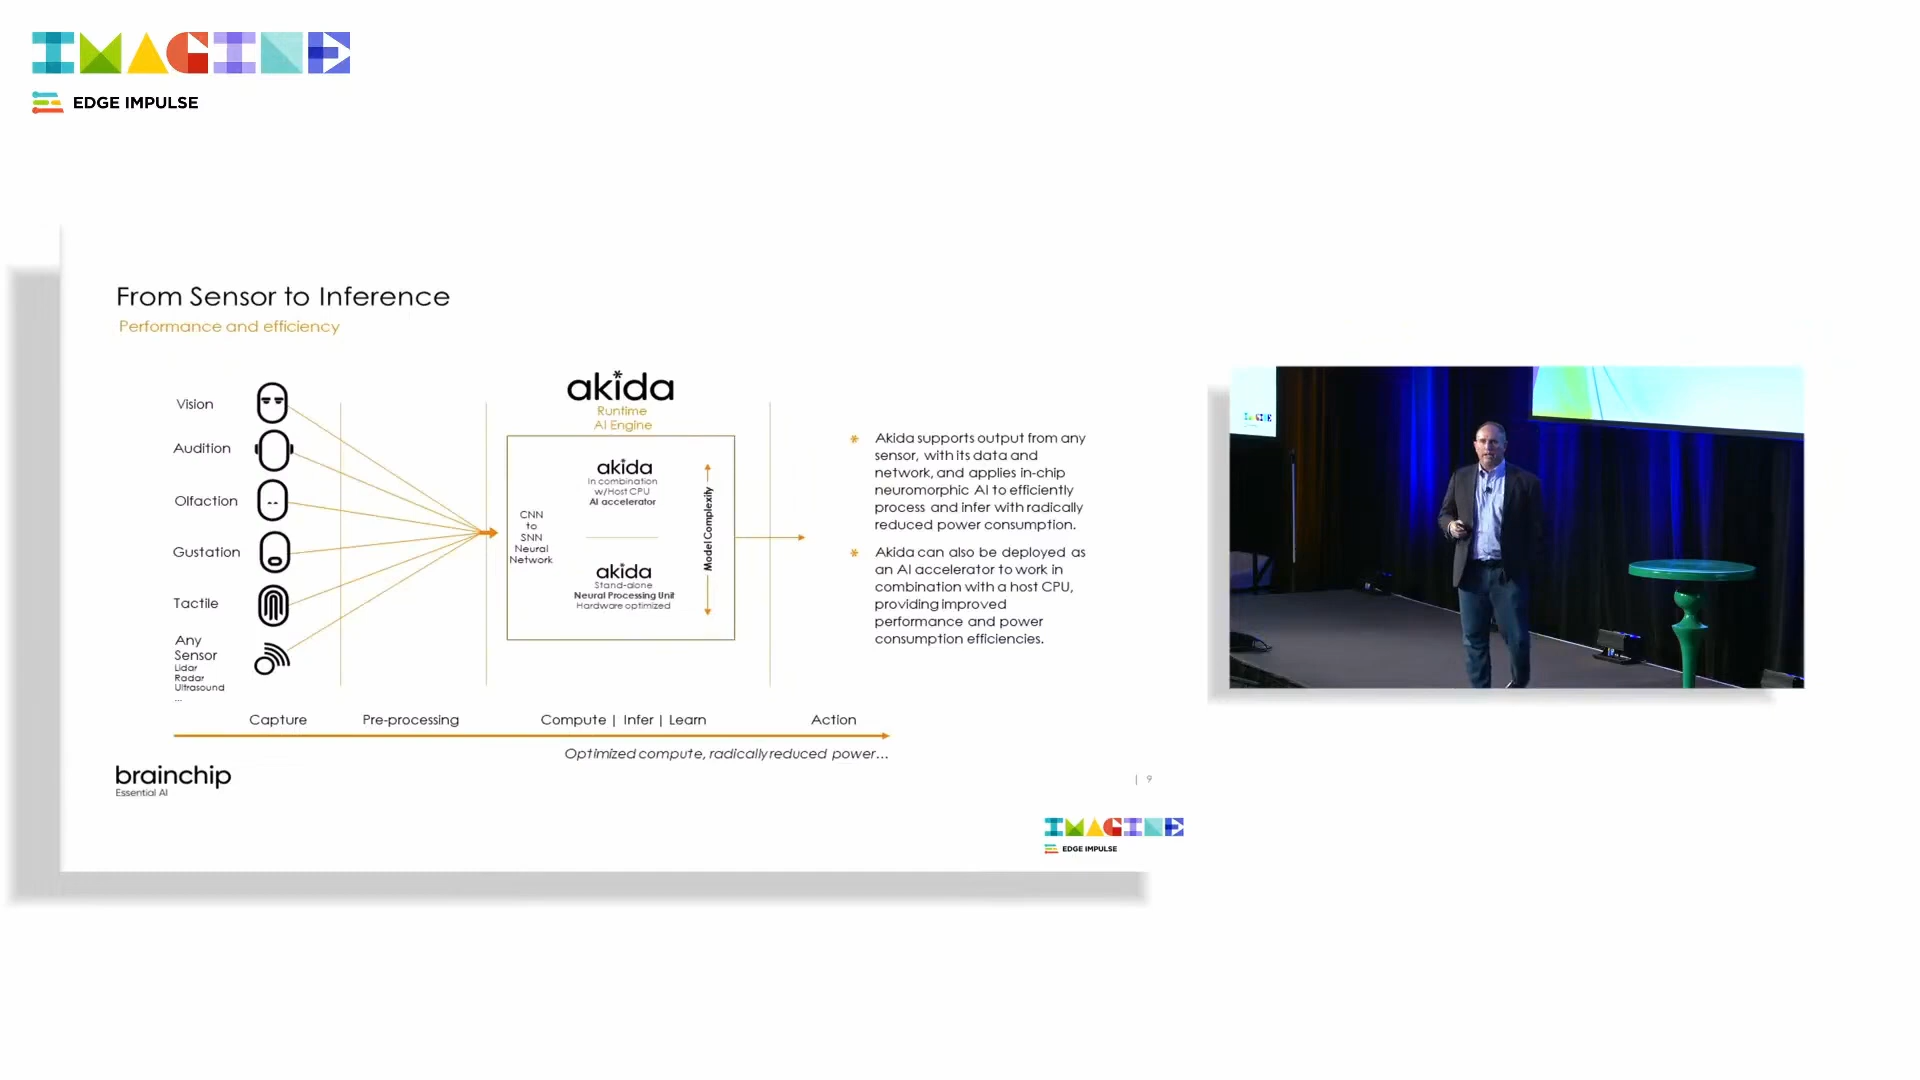 IMAGINE
EDGE IMPULSE
From Sensor to Inference
Performance and efficiency
Vision
Audition
Olfaction
Gustation
Tactile
Any
Sensor
Lidar
Radar
Ultrasound
...
akida
Runtime
AI Engine
CNN
to
SNN
Neural
Network
akida
In combination
w/Host CPU
AI accelerator
akida
Stand-alone
Neural Processing Unit
Hardware optimized
Model Complexity
* Akida supports output from any
sensor, with its data and
network, and applies in-chip
neuromorphic AI to efficiently
process and infer with radically
reduced power consumption.
* Akida can also be deployed as
an AI accelerator to work in
combination with a host CPU,
providing improved
performance and power
consumption efficiencies.
Capture
Pre-processing
Compute | Infer | Learn
Action
Optimized compute, radically reduced power...
brainchip
Essential AI
| 9
IMAGINE
EDGE IMPULSE
IMAGINE